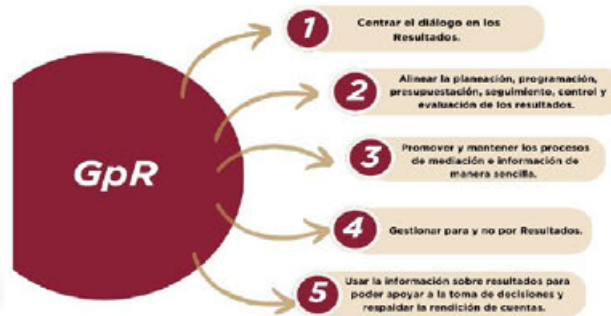 GpR
1
Centrar el diálogo en los
Resultados.
2
Alinear la planeación, programación,
presupuestación, seguimiento, control y
evaluación de los resultados.
3
Promover y mantener los procesos
de mediación e información de
manera sencilla.
4
Gestionar para y no por Resultados.
5
Usar la información sobre resultados para
poder apoyar a la toma de decisiones y
respaldar la rendición de cuentas.